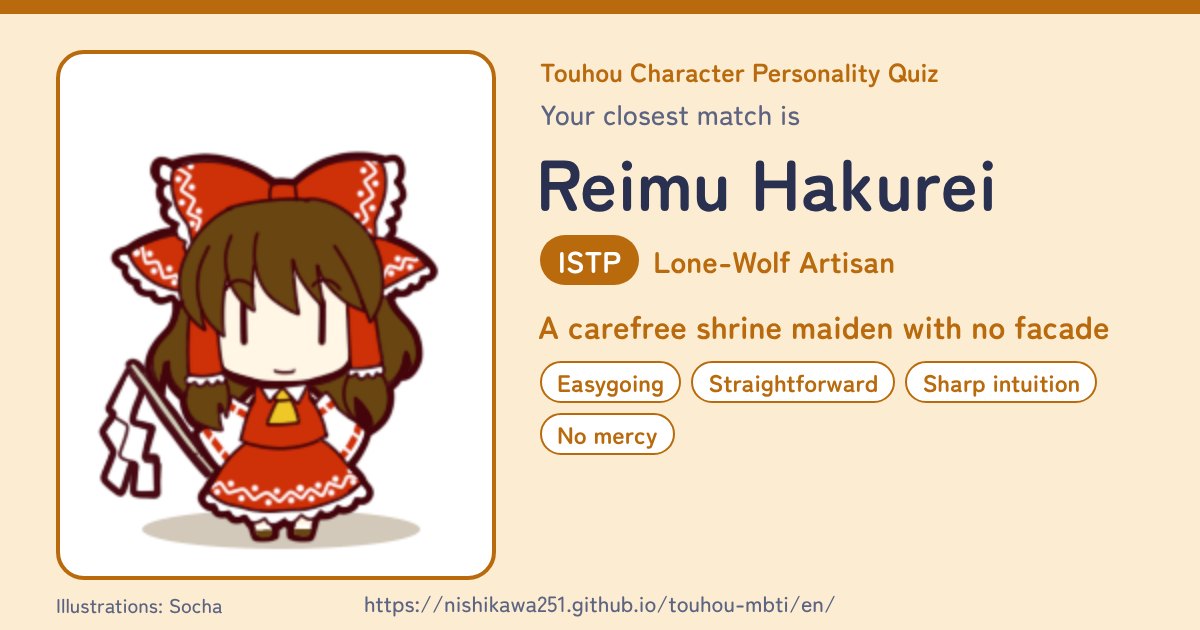 Touhou Character Personality Quiz
Your closest match is
Reimu Hakurei
ISTP Lone-Wolf Artisan
A carefree shrine maiden with no facade
Easygoing Straightforward Sharp intuition
No mercy
Illustrations: Socha https://nishikawa251.github.io/touhou-mbti/en/